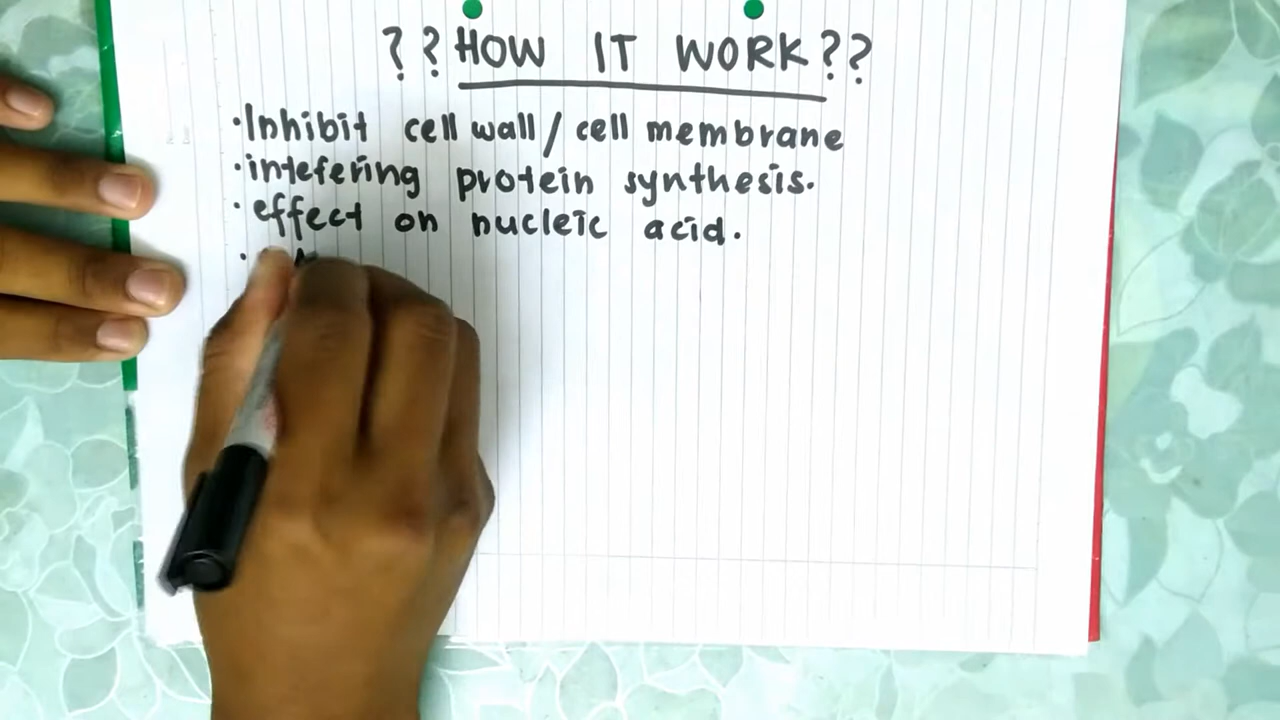 ??HOW IT WORK??
•Inhibit cell wall / cell membrane
•intefering protein synthesis.
•effect on nucleic acid.